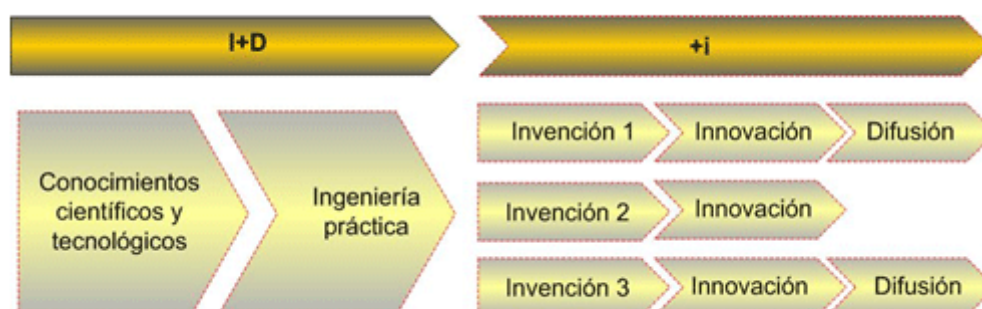 I+D
+i
Conocimientos
científicos y
tecnológicos
Ingeniería
práctica
Invención 1
Innovación
Difusión
Invención 2
Innovación
Invención 3
Innovación
Difusión